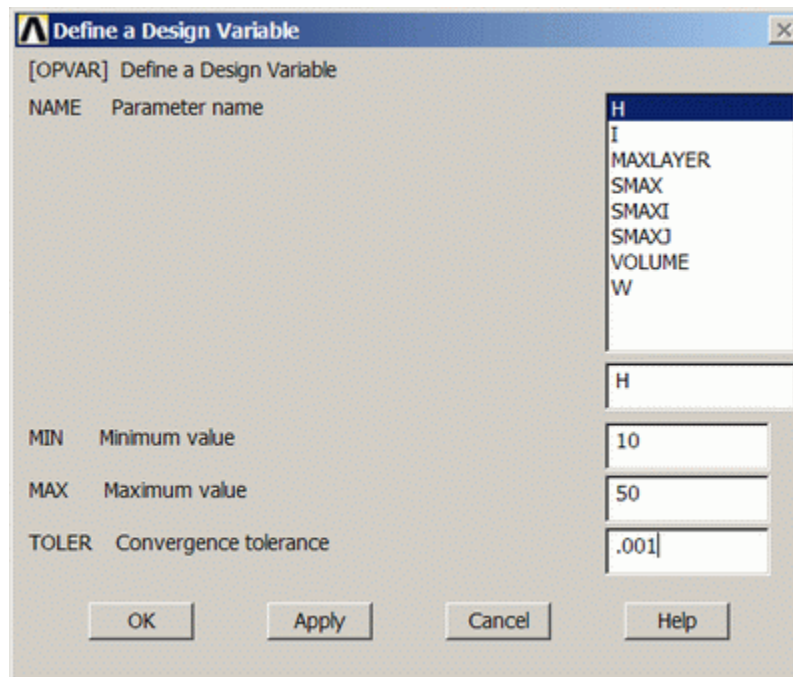 Define a Design Variable
[OPVAR] Define a Design Variable
NAME Parameter name
H
I
MAXLAYER
SMAX
SMAXI
SMAXJ
VOLUME
W
H
MIN Minimum value 10
MAX Maximum value 50
TOLER Convergence tolerance .001
OK Apply Cancel Help